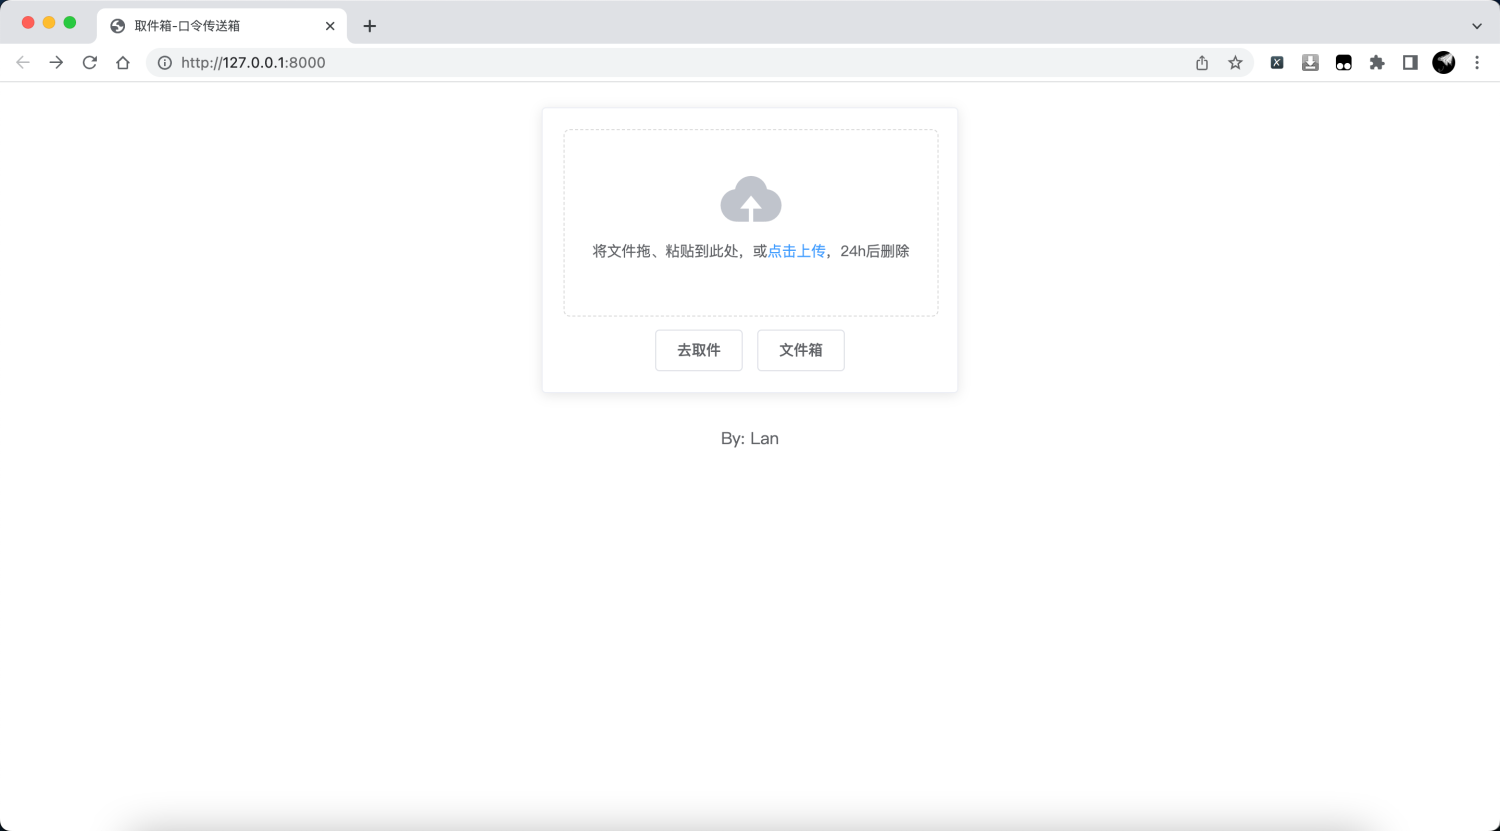 取件箱-口令传送箱
http://127.0.0.1:8000
将文件拖、粘贴到此处，或点击上传，24h后删除
去取件
文件箱
By: Lan